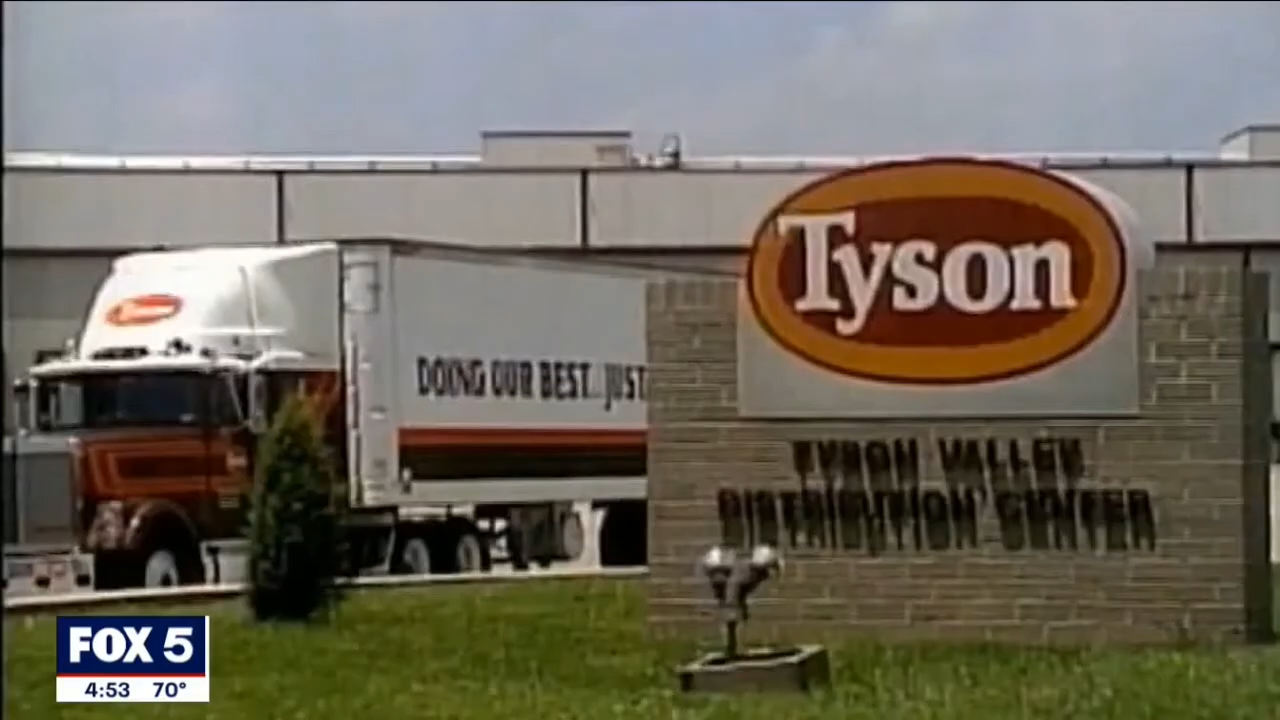 Tyson
DOING OUR BEST...JUST
TYSON VALLEY
DISTRIBUTION CENTER
FOX 5
4:53 70°